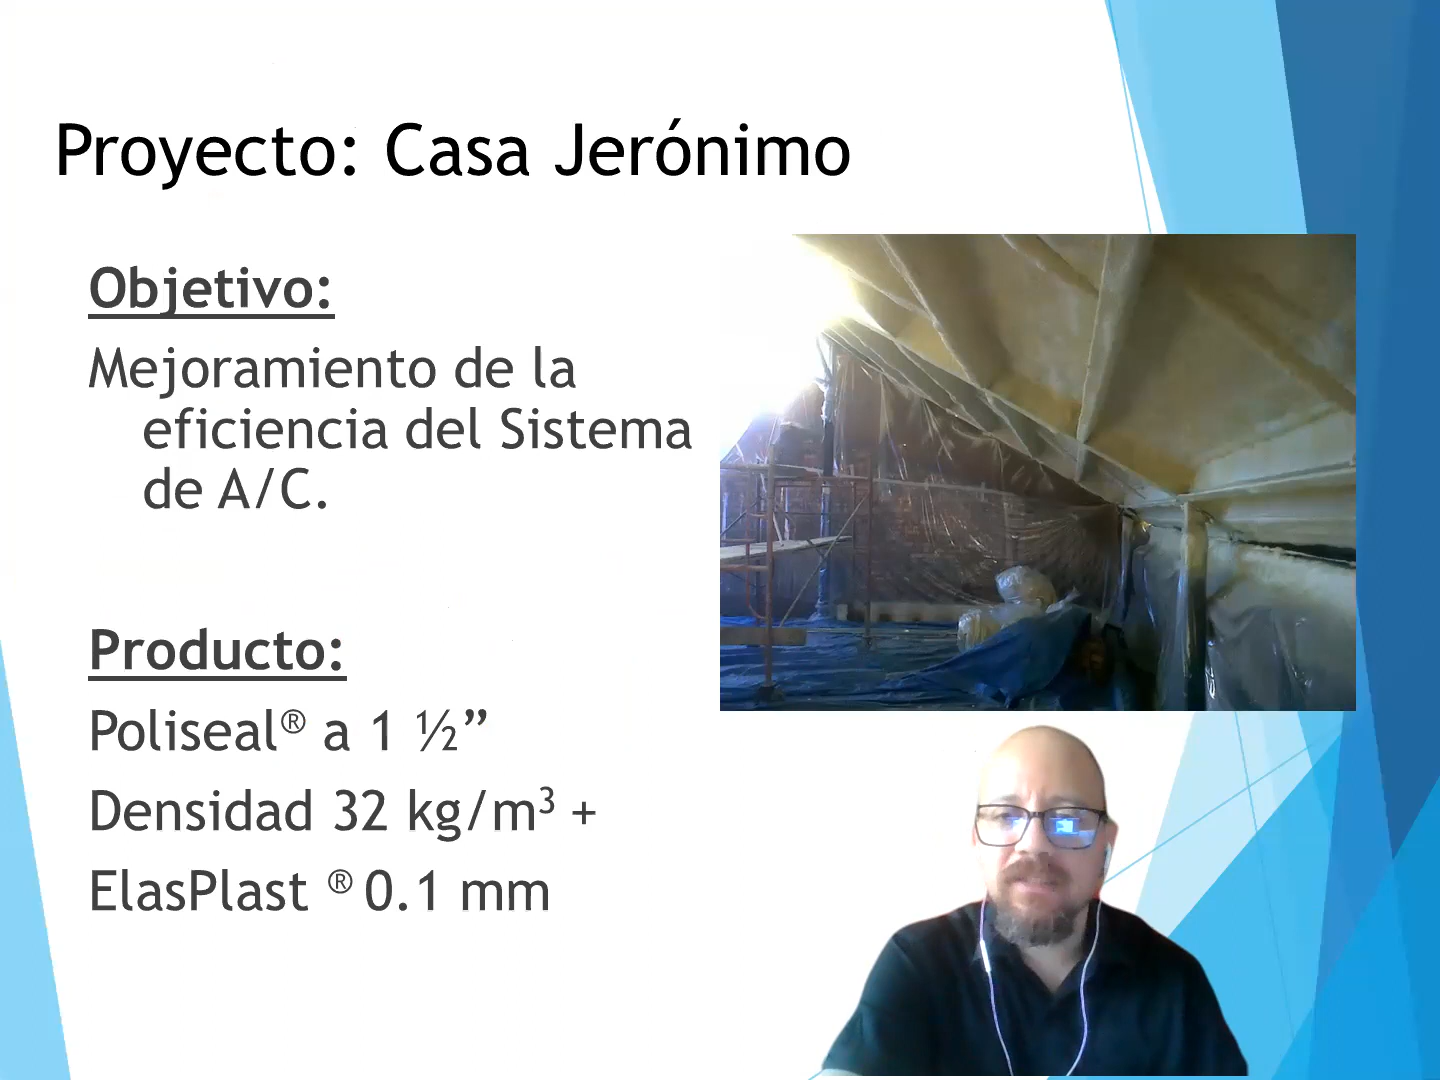 Proyecto: Casa Jerónimo
Objetivo:
Mejoramiento de la
eficiencia del Sistema
de A/C.
Producto:
Poliseal® a 1 ½”
Densidad 32 kg/m³ +
ElasPlast ® 0.1 mm